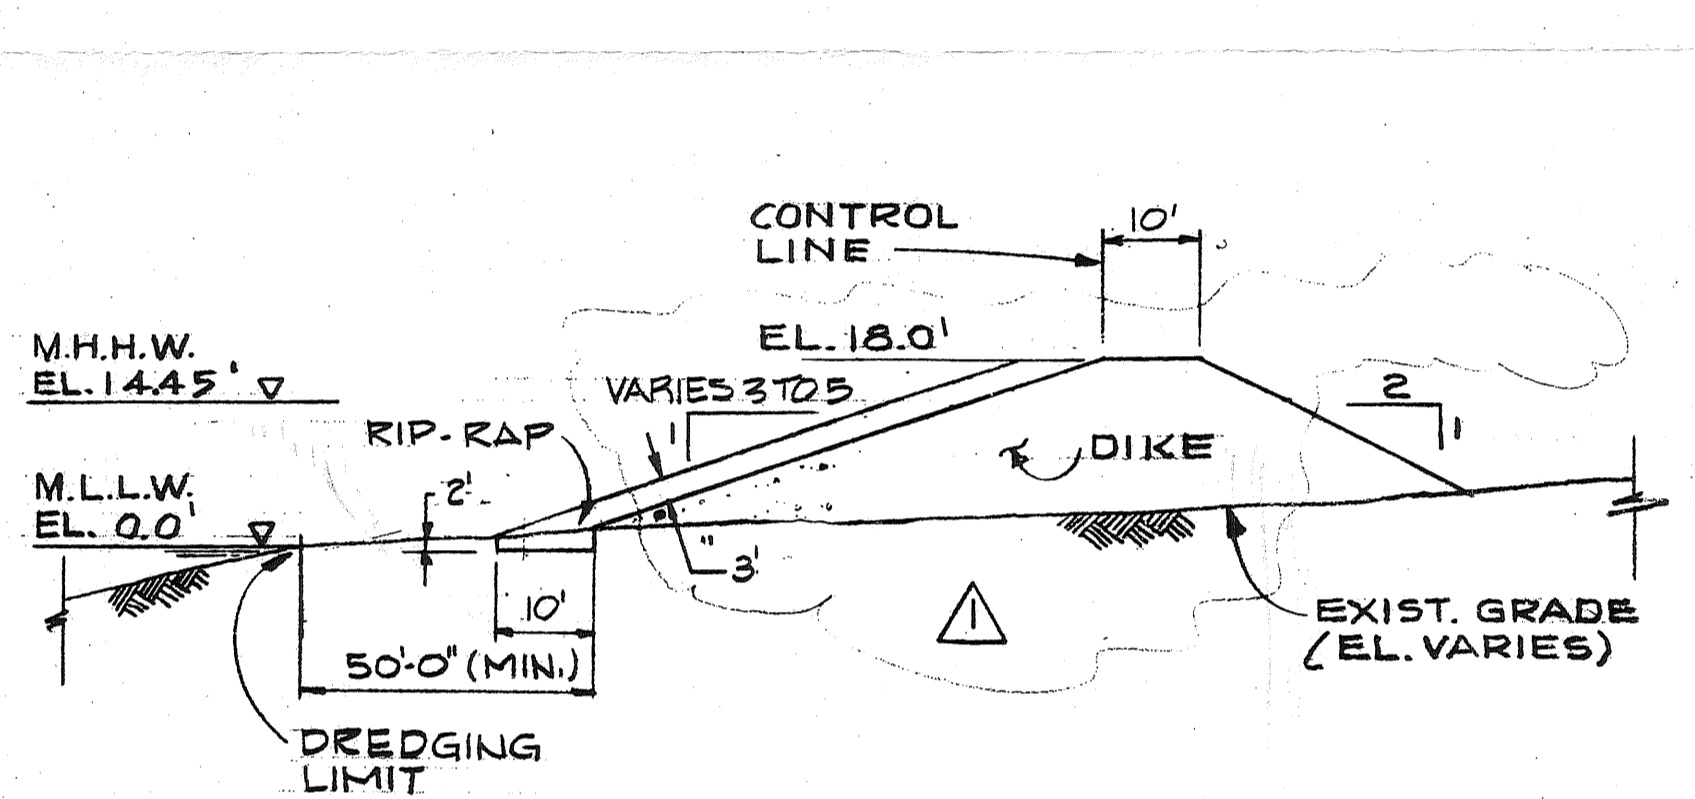 CONTROL
LINE
10'
EL. 18.0'
M.H.H.W.
EL. 14.45'
VARIES 3 TO 5
1
RIP-RAP
2
1
DIKE
M.L.L.W.
EL. 0.0'
2'
3'
10'
50'-0" (MIN.)
1
EXIST. GRADE
(EL. VARIES)
DREDGING
LIMIT